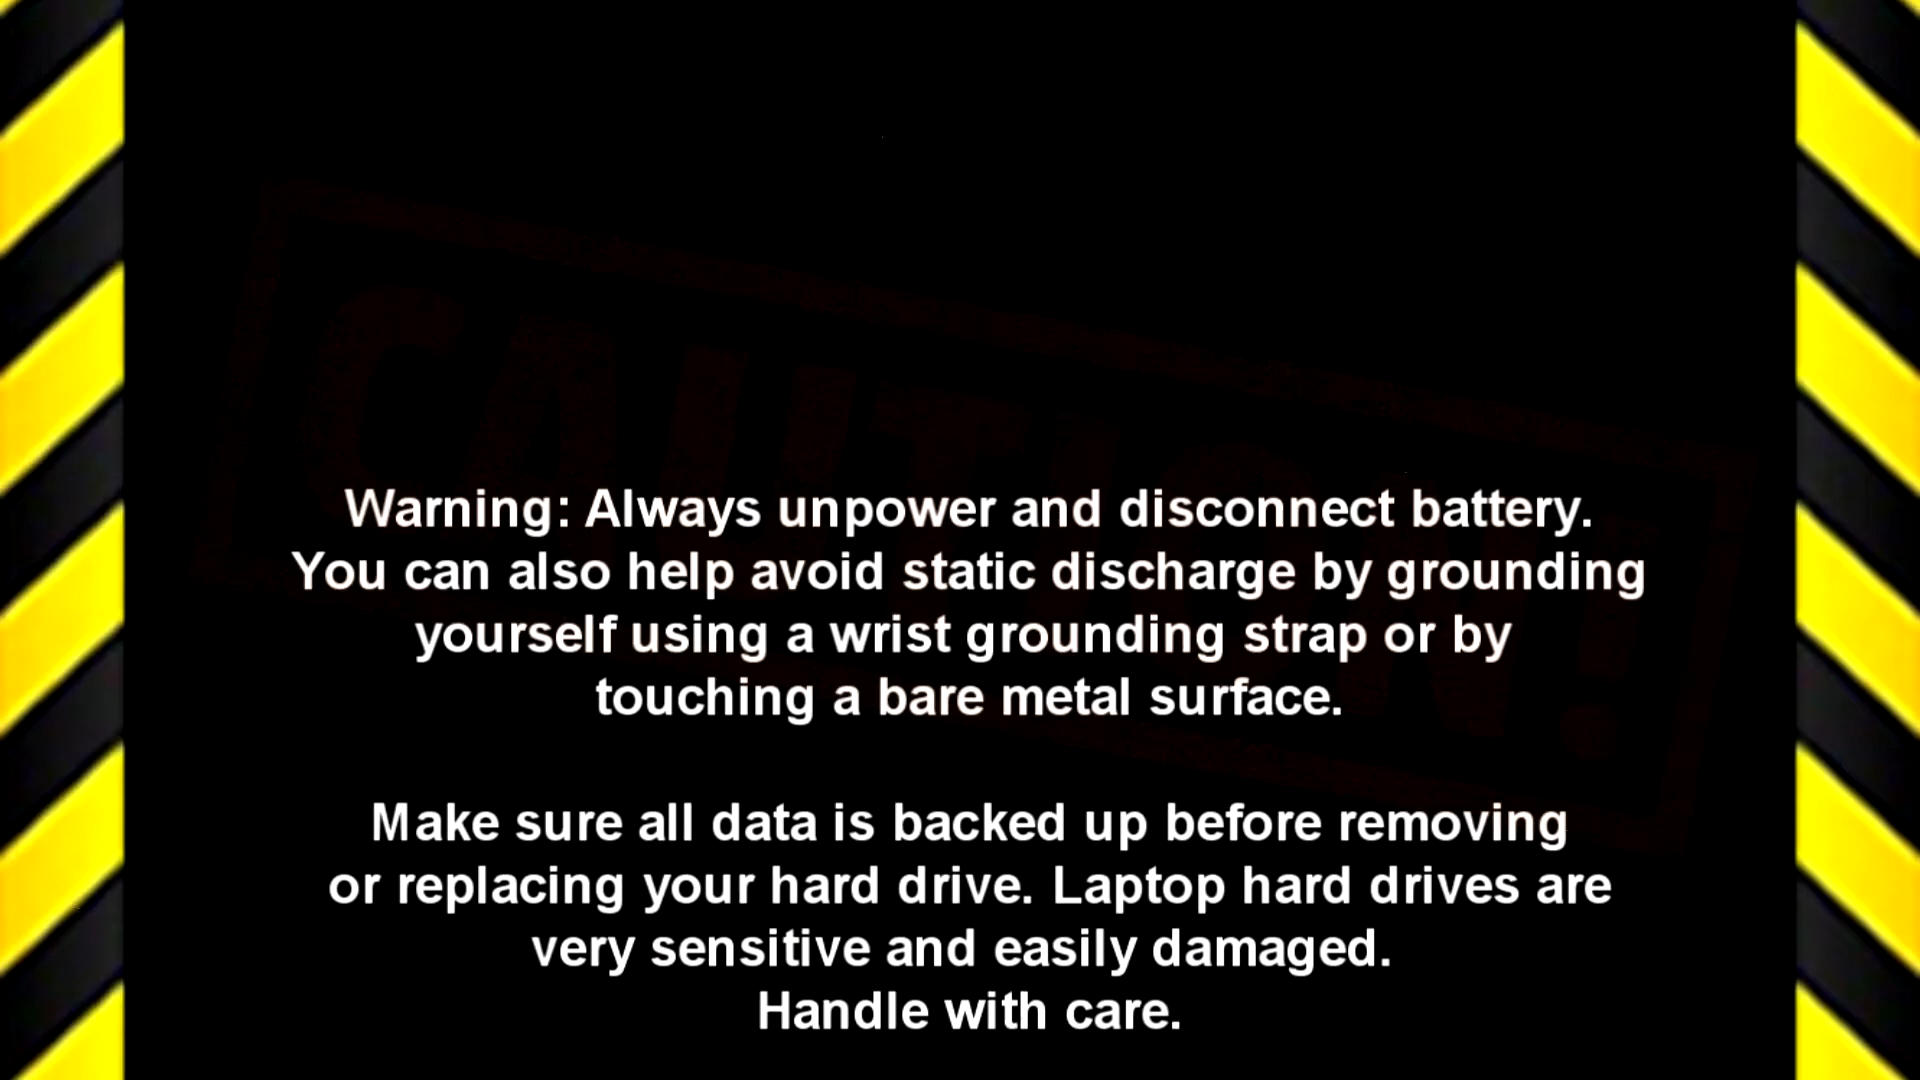 CAUTION!
Warning: Always unpower and disconnect battery.
You can also help avoid static discharge by grounding
yourself using a wrist grounding strap or by
touching a bare metal surface.
Make sure all data is backed up before removing
or replacing your hard drive. Laptop hard drives are
very sensitive and easily damaged.
Handle with care.